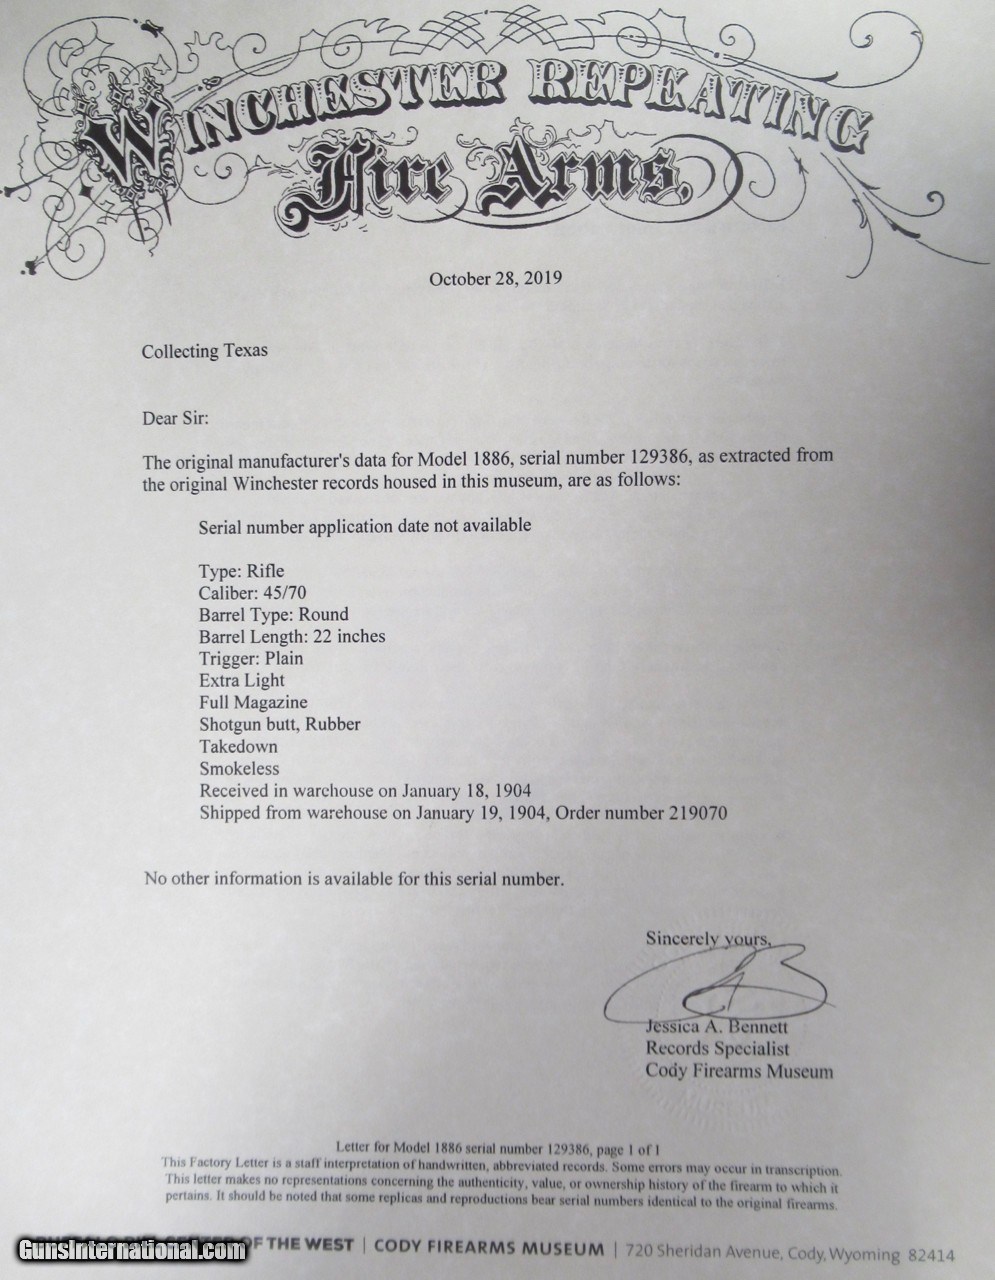 WINCHESTER REPEATING
Fire Arms.
October 28, 2019
Collecting Texas
Dear Sir:
The original manufacturer's data for Model 1886, serial number 129386, as extracted from
the original Winchester records housed in this museum, are as follows:
Serial number application date not available
Type: Rifle
Caliber: 45/70
Barrel Type: Round
Barrel Length: 22 inches
Trigger: Plain
Extra Light
Full Magazine
Shotgun butt, Rubber
Takedown
Smokeless
Received in warehouse on January 18, 1904
Shipped from warehouse on January 19, 1904, Order number 219070
No other information is available for this serial number.
Sincerely yours,
Jessica A. Bennett
Records Specialist
Cody Firearms Museum
Letter for Model 1886 serial number 129386, page 1 of 1
This Factory Letter is a staff interpretation of handwritten, abbreviated records. Some errors may occur in transcription.
This letter makes no representations concerning the authenticity, value, or ownership history of the firearm to which it
pertains. It should be noted that some replicas and reproductions bear serial numbers identical to the original firearms.
OF THE WEST | CODY FIREARMS MUSEUM | 720 Sheridan Avenue, Cody, Wyoming 82414
GunsInternational.com